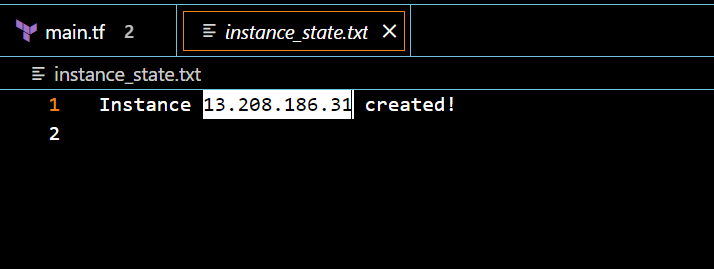 main.tf 2 instance_state.txt
instance_state.txt
1 Instance 13.208.186.31 created!
2